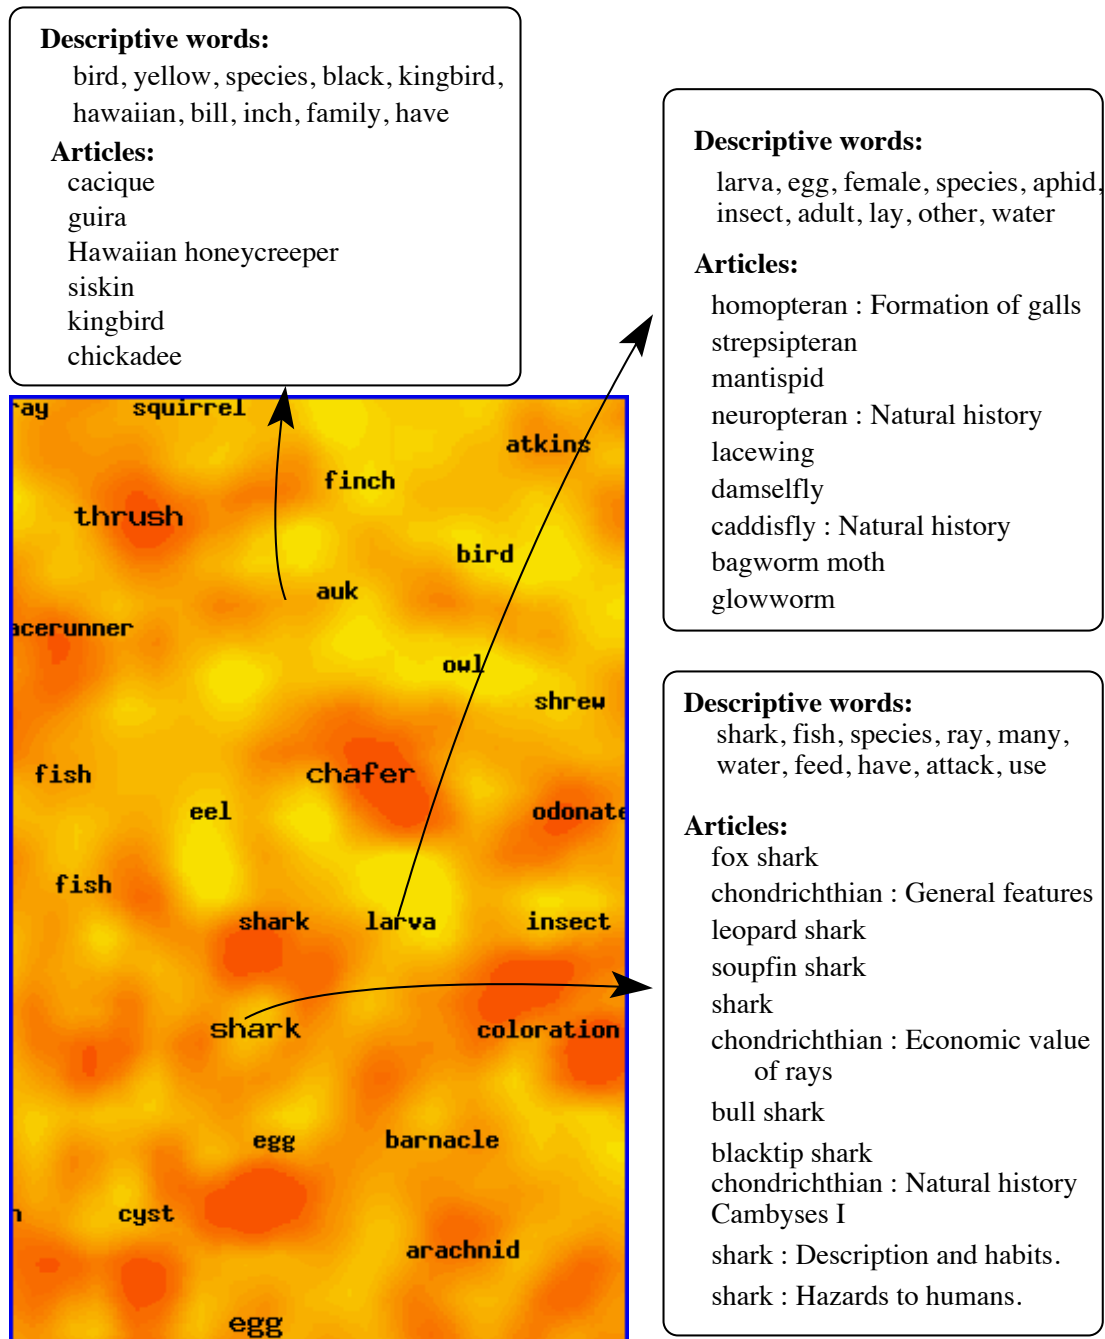 Descriptive words:
bird, yellow, species, black, kingbird,
hawaiian, bill, inch, family, have
Articles:
cacique
guira
Hawaiian honeycreeper
siskin
kingbird
chickadee
Descriptive words:
larva, egg, female, species, aphid,
insect, adult, lay, other, water
Articles:
homopteran : Formation of galls
strepsipteran
mantispid
neuropteran : Natural history
lacewing
damselfly
caddisfly : Natural history
bagworm moth
glowworm
Descriptive words:
shark, fish, species, ray, many,
water, feed, have, attack, use
Articles:
fox shark
chondrichthian : General features
leopard shark
soupfin shark
shark
chondrichthian : Economic value
of rays
bull shark
blacktip shark
chondrichthian : Natural history
Cambyses I
shark : Description and habits.
shark : Hazards to humans.
ray squirrel
atkins
finch
thrush
bird
auk
acerunner
owl
shrew
fish chafer
eel odonate
fish
shark larva insect
shark coloration
egg barnacle
n cyst
arachnid
egg